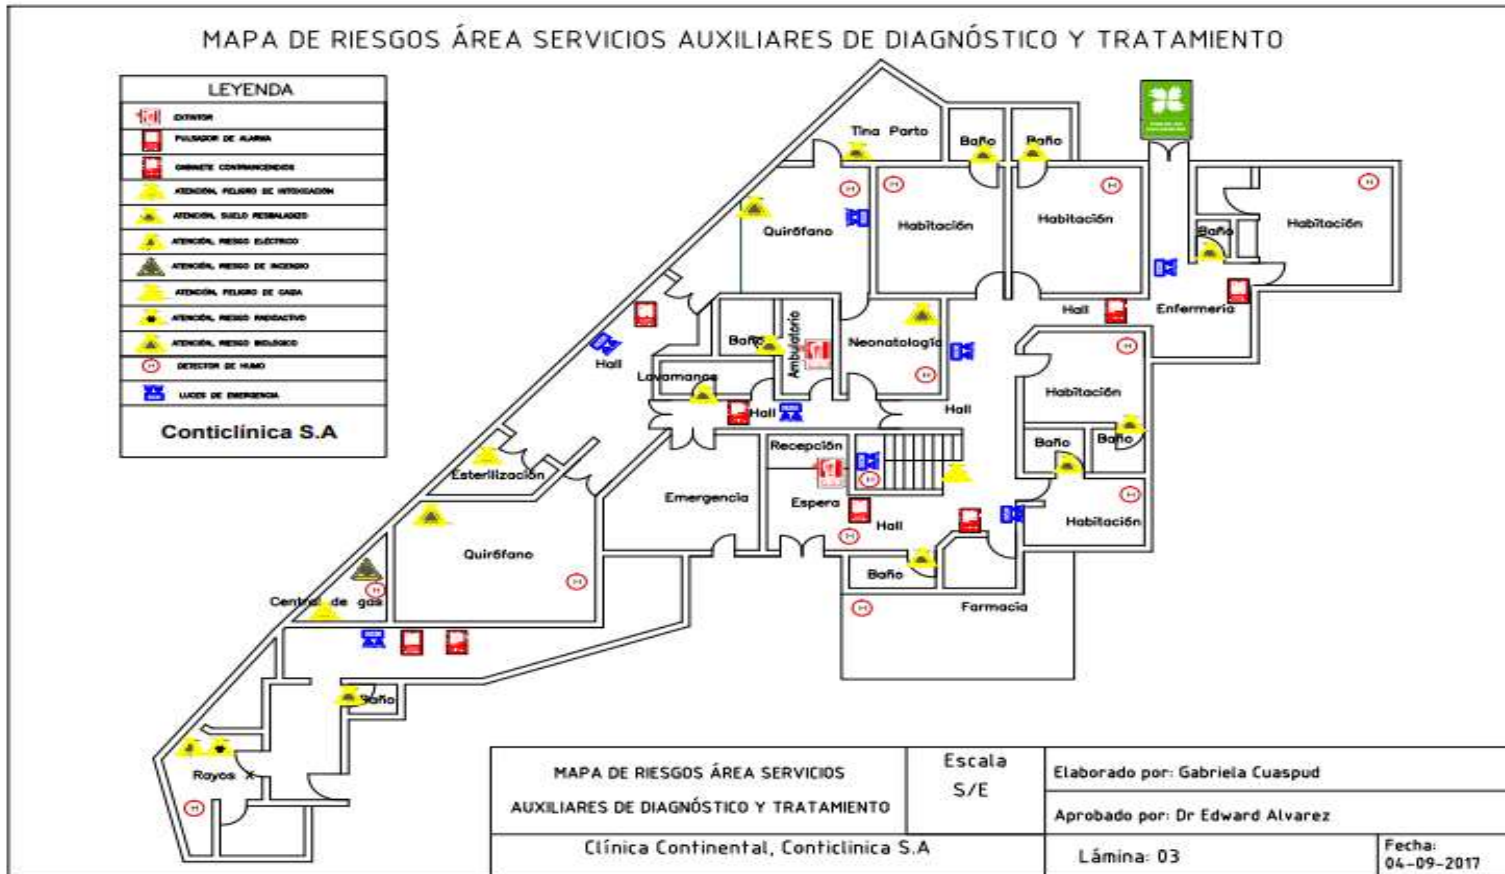 MAPA DE RIESGOS ÁREA SERVICIOS AUXILIARES DE DIAGNÓSTICO Y TRATAMIENTO
LEYENDA
EXTINTOR
PULSADOR DE ALARMA
GABINETE CONTRAINCENDIOS
ATENCIÓN, PELIGRO DE INTOXICACIÓN
ATENCIÓN, SUELO RESBALADIZO
ATENCIÓN, RIESGO ELÉCTRICO
ATENCIÓN, RIESGO DE INCENDIO
ATENCIÓN, PELIGRO DE CAIDA
ATENCIÓN, RIESGO RADIOACTIVO
ATENCIÓN, RIESGO BIOLÓGICO
H DETECTOR DE HUMO
LUCES DE EMERGENCIA
Conticlínica S.A
Tina Parto
Baño
Baño
Quirófano
Habitación
Habitación
Baño
Habitación
Hall
Enfermería
Hall
Baño
Ambulatorio
Neonatología
Lavamanos
Hall
Hall
Habitación
Baño
Baño
Recepción
Esterilización
Emergencia
Espera
Hall
Habitación
Quirófano
Baño
Central de gas
Farmacia
Baño
Rayos X
MAPA DE RIESGOS ÁREA SERVICIOS
AUXILIARES DE DIAGNÓSTICO Y TRATAMIENTO
Escala
S/E
Elaborado por: Gabriela Cuaspud
Aprobado por: Dr Edward Alvarez
Clínica Continental, Conticlinica S.A
Lámina: 03
Fecha:
04-09-2017